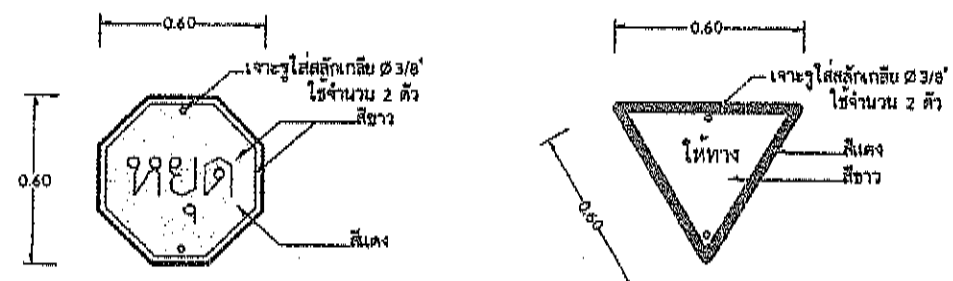 0.60
เจาะรูใส่สลักเกลียว Ø 3/8"
ใช้จำนวน 2 ตัว
สีขาว
0.60
หยุด
สีแดง
0.60
เจาะรูใส่สลักเกลียว Ø 3/8"
ใช้จำนวน 2 ตัว
ให้ทาง
สีแดง
สีขาว
0.60